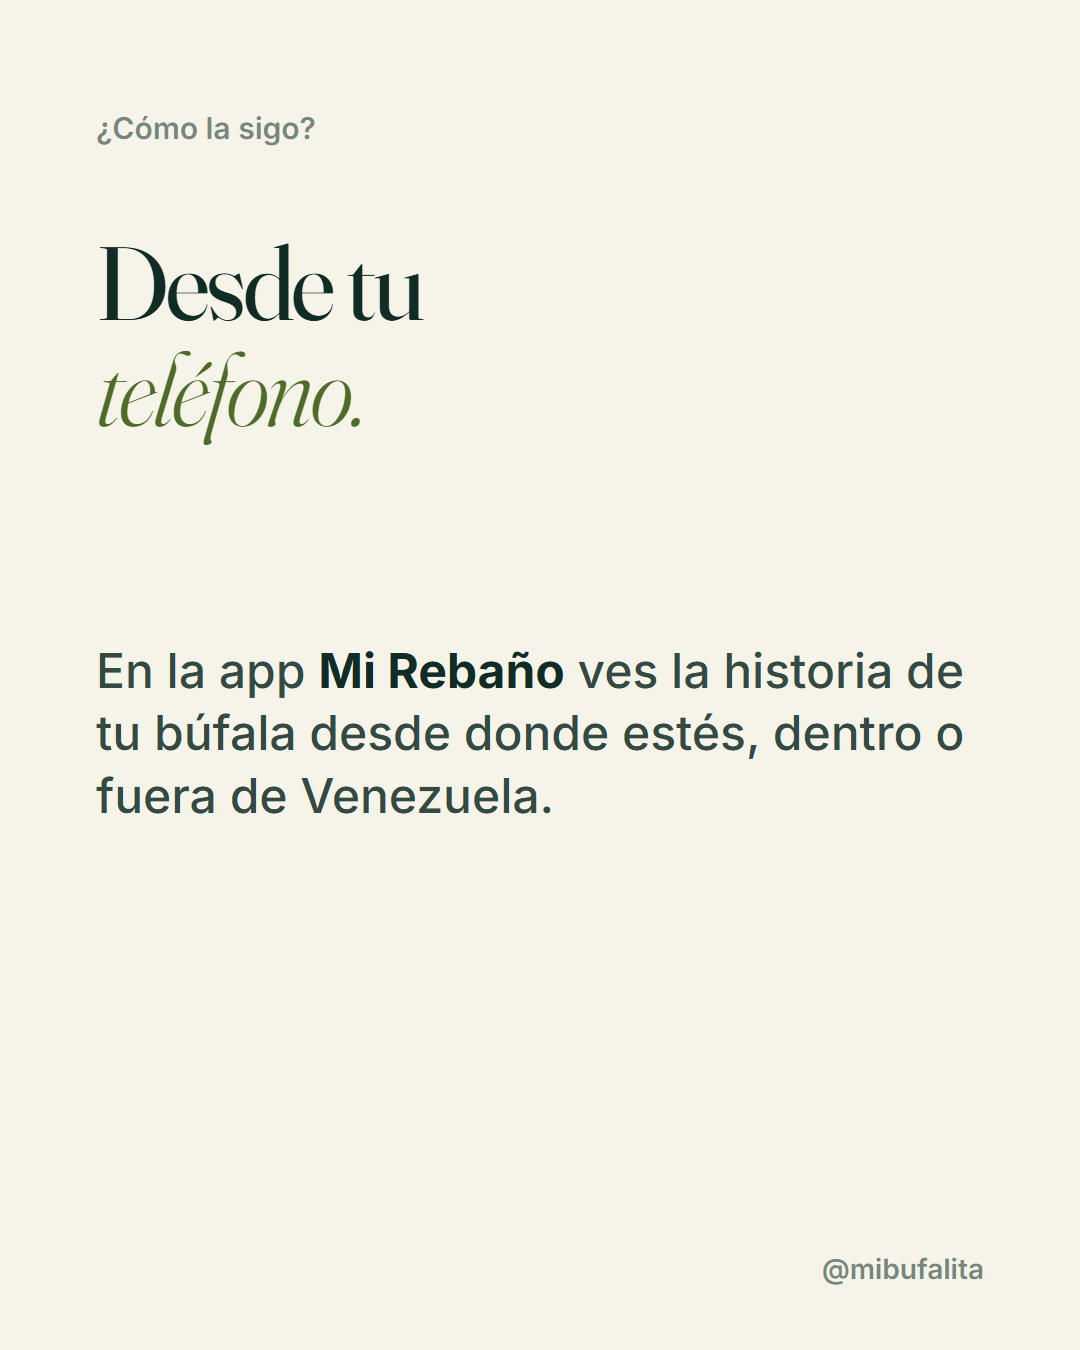 ¿Cómo la sigo?
Desde tu
teléfono.
En la app Mi Rebaño ves la historia de
tu búfala desde donde estés, dentro o
fuera de Venezuela.
@mibufalita